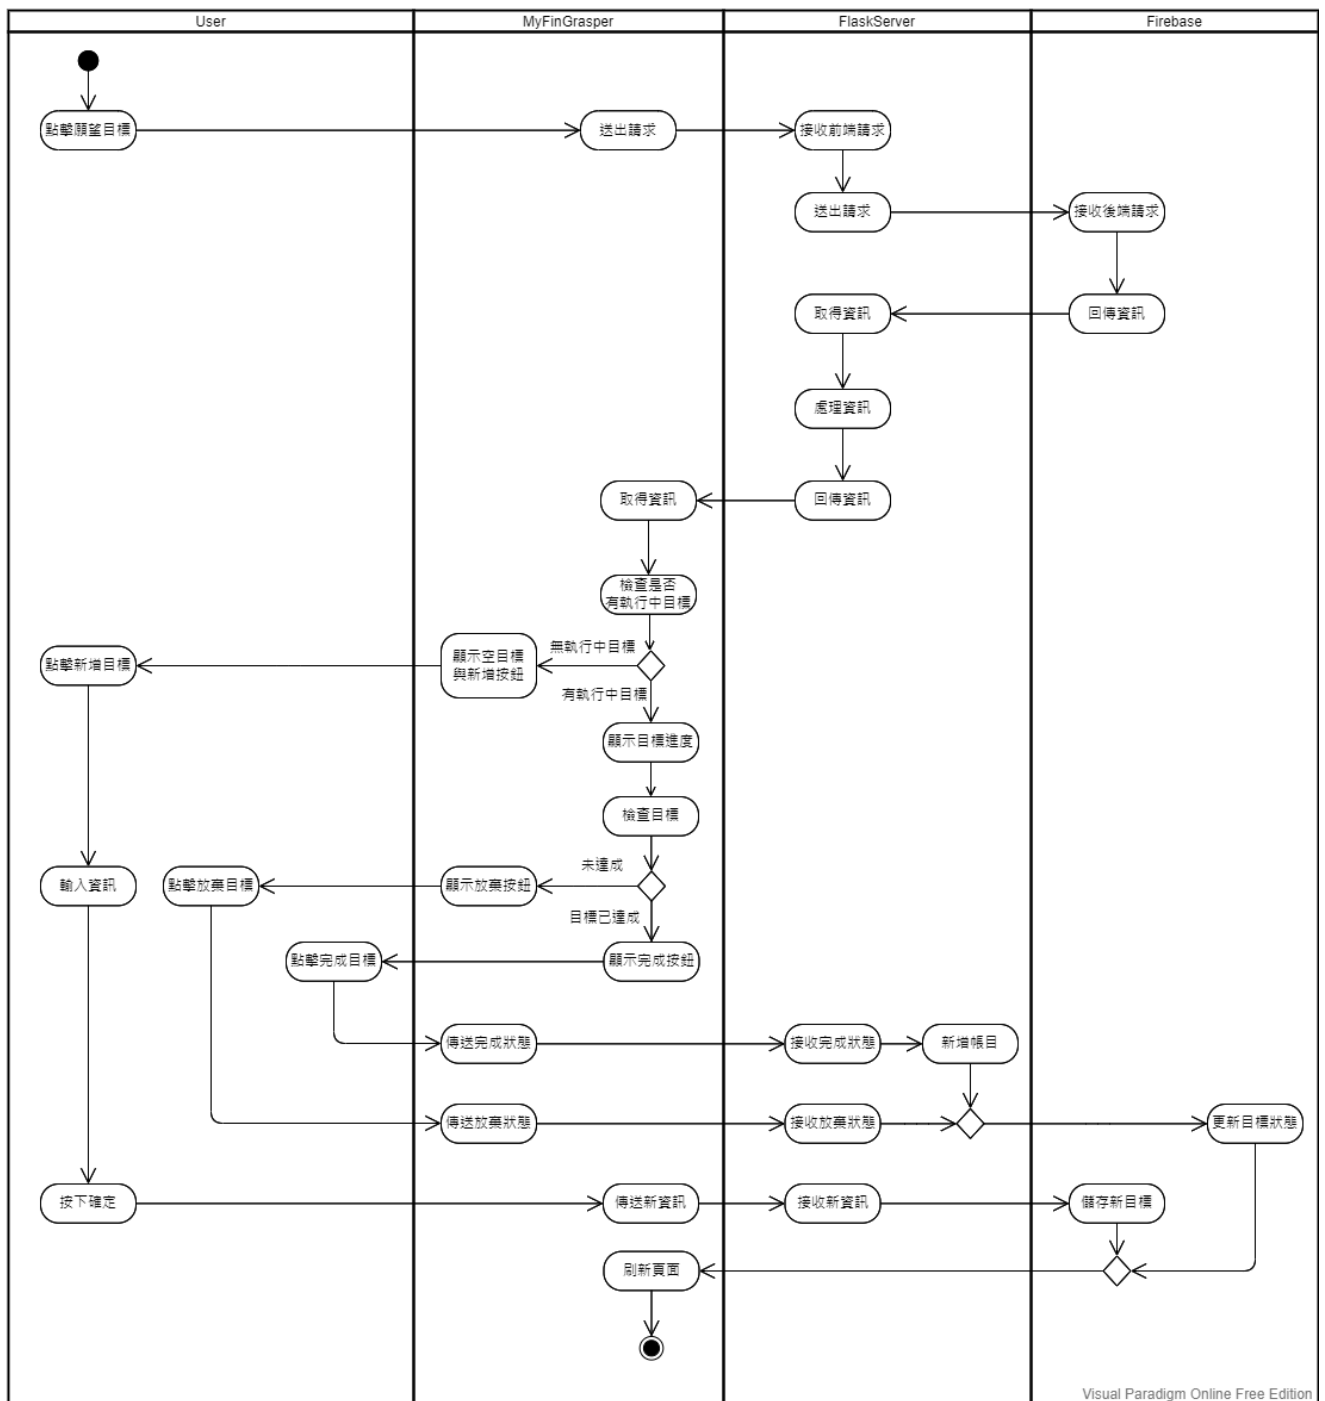 User
MyFinGrasper
FlaskServer
Firebase
點擊願望目標
送出請求
接收前端請求
送出請求
接收後端請求
取得資訊
回傳資訊
處理資訊
取得資訊
回傳資訊
檢查是否
有執行中目標
無執行中目標
點擊新增目標
顯示空目標
與新增按鈕
有執行中目標
顯示目標進度
檢查目標
未達成
輸入資訊
點擊放棄目標
顯示放棄按鈕
目標已達成
點擊完成目標
顯示完成按鈕
傳送完成狀態
接收完成狀態
新增帳目
傳送放棄狀態
接收放棄狀態
更新目標狀態
按下確定
傳送新資訊
接收新資訊
儲存新目標
刷新頁面
Visual Paradigm Online Free Edition